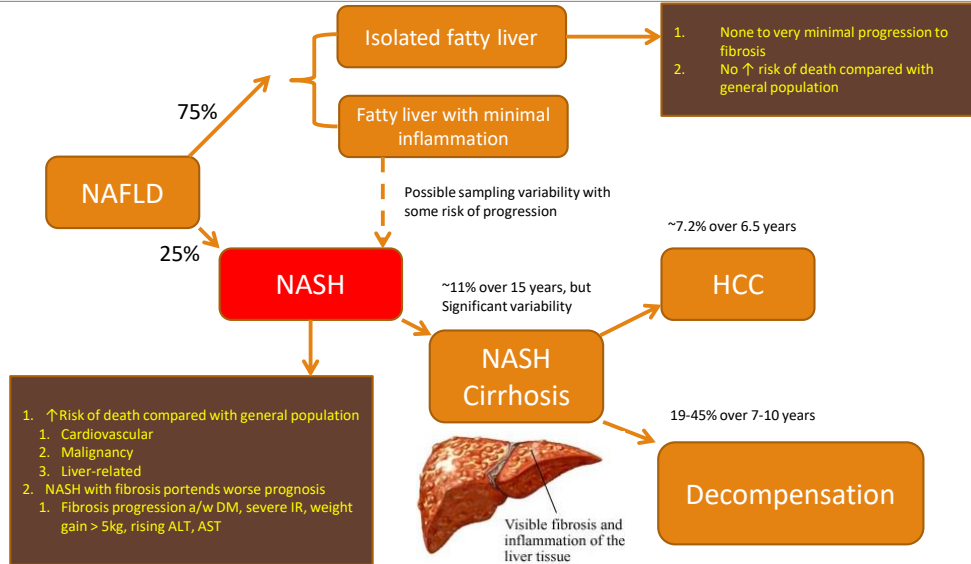 Isolated fatty liver
1. None to very minimal progression to
fibrosis
2. No ↑ risk of death compared with
general population
75%
Fatty liver with minimal
inflammation
NAFLD
Possible sampling variability with
some risk of progression
25%
~7.2% over 6.5 years
NASH
~11% over 15 years, but
Significant variability
HCC
NASH
Cirrhosis
1. ↑Risk of death compared with general population
1. Cardiovascular
2. Malignancy
3. Liver-related
2. NASH with fibrosis portends worse prognosis
1. Fibrosis progression a/w DM, severe IR, weight
gain > 5kg, rising ALT, AST
19-45% over 7-10 years
Decompensation
Visible fibrosis and
inflammation of the
liver tissue